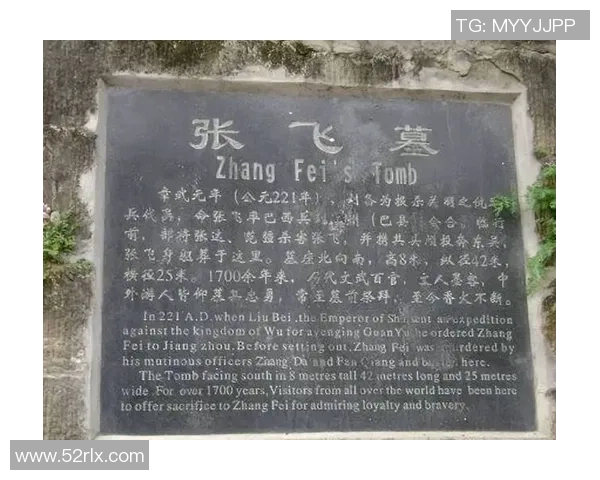 TG: MYYJJPP
张飞墓
Zhang Fei's Tomb
章武元年（公元221年），刘备为报东吴杀关羽之仇
兵伐吴，令张飞率巴西兵到江州（巴县）会合。临行
前，部将张达、范疆杀害张飞，并携其头颅投奔东吴，
张飞身躯葬于这里。墓座北向南，高8米，纵径42米，
横径25米。1700余年来，历代文武百官，文人墨客，中
外游人皆仰慕其忠勇，常至墓前祭拜，至今香火不断。
In 221 A.D. when Liu Bei ,the Emperor of Shu sent as expedition
against the kingdom of Wu for avenging Guan Yu, he ordered Zhang
Fei to Jiang zhou. Before setting out, Zhang Fei was murdered by
his mutinous officers Zhang Da and Fan Qiang and buried here.
The Tomb facing south in 8 metres tall 42 metres long and 25 metres
wide. For over 1700 years, Visitors from all over the world have been here
to offer sacrifice to Zhang Fei for admiring loyalty and bravery.
www.52rlx.com